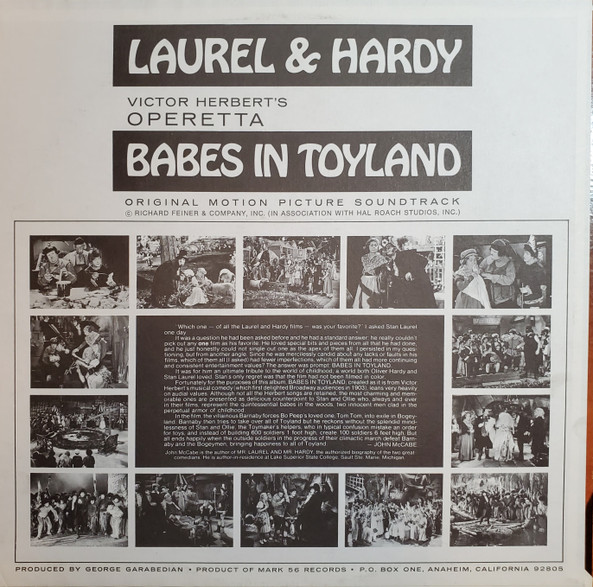 LAUREL & HARDY
VICTOR HERBERT'S
OPERETTA
BABES IN TOYLAND
ORIGINAL MOTION PICTURE SOUNDTRACK
© RICHARD FEINER & COMPANY, INC. (IN ASSOCIATION WITH HAL ROACH STUDIOS, INC.)
Which one — of all the Laurel and Hardy films — was your favorite?" I asked Stan Laurel
one day.
It was a question he had been asked before and he had a standard answer: he really couldn't
pick out any one film as his favorite. He loved special bits and pieces from all that he had done,
and he just honestly could not single out one as the apex of them all. I persisted in my ques-
tioning, but from another angle. Since he was mercilessly candid about any lacks or faults in his
films, which of them all (I asked) had fewer imperfections, which of them all had more continuing
and consistent entertainment values? The answer was prompt: BABES IN TOYLAND.
It was for him an ultimate tribute to the world of childhood, a world both Oliver Hardy and
Stan Laurel loved. Stan's only regret was that the film had not been filmed in color.
Fortunately for the purposes of this album, BABES IN TOYLAND, created as it is from Victor
Herbert's musical comedy (which first delighted Broadway audiences in 1903), leans very heavily
on audial values. Although not all the Herbert songs are retained, the most charming and mem-
orable ones are presented as delicious counterpoint to Stan and Ollie who, always and ever
in their films, represent the quintessential babes in the woods, two innocent men clad in the
perpetual armor of childhood.
In the film, the villainous Barnaby forces Bo Peep's loved one, Tom Tom, into exile in Bogey-
land. Barnaby then tries to take over all of Toyland but he reckons without the splendid mind-
lessness of Stan and Ollie, the Toymaker's helpers, who in typical confusion mistake an order
for toys and instead of building 600 soldiers 1 foot high, create 100 soldiers 6 feet high. But
all ends happily when the outside soldiers in the progress of their climactic march defeat Barn-
aby and the Bogeymen, bringing happiness to all of Toyland. — JOHN McCABE
John McCabe is the author of MR. LAUREL AND MR. HARDY, the authorized biography of the two great
comedians. He is author-in-residence at Lake Superior State College, Sault Ste. Marie, Michigan.
PRODUCED BY GEORGE GARABEDIAN • PRODUCT OF MARK 56 RECORDS • P.O. BOX ONE, ANAHEIM, CALIFORNIA 92805